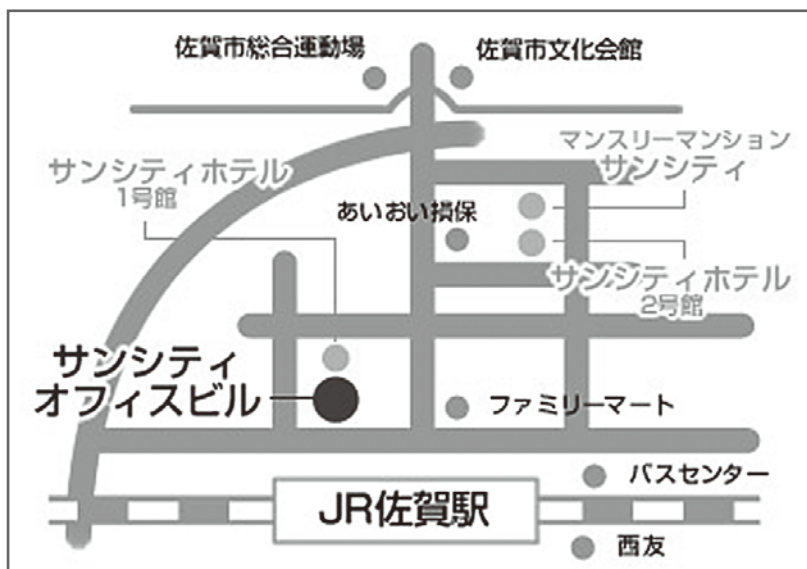 佐賀市総合運動場
佐賀市文化会館
マンスリーマンション
サンシティ
サンシティホテル
1号館
あいおい損保
サンシティホテル
2号館
サンシティ
オフィスビル
ファミリーマート
バスセンター
JR佐賀駅
西友